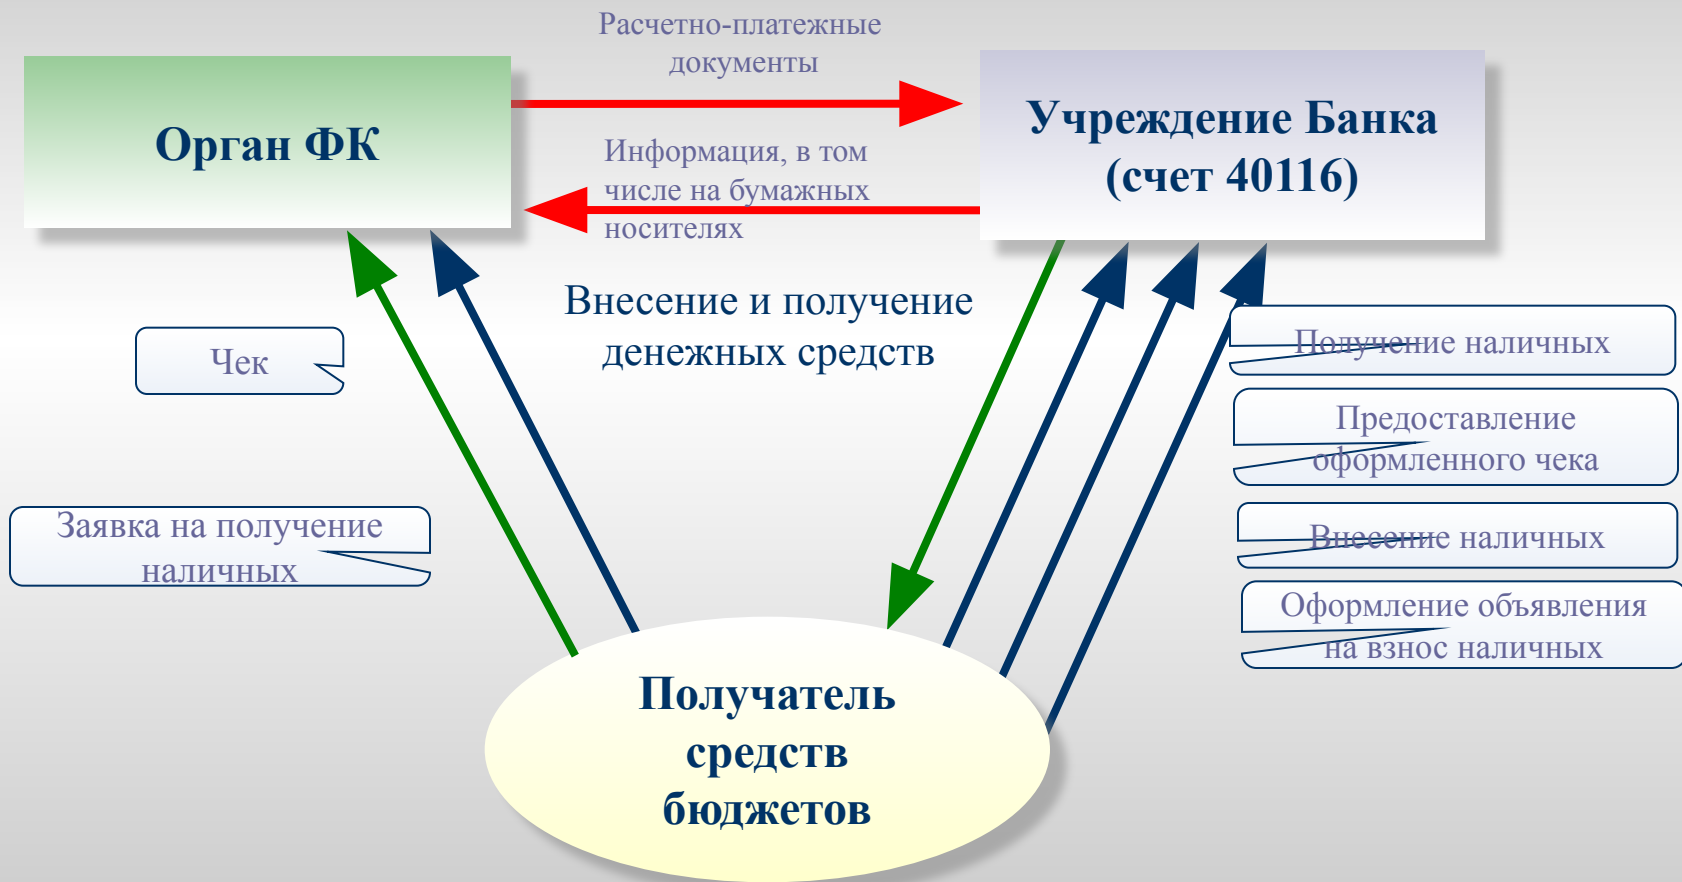 Расчетно-платежные
документы
Орган ФК
Учреждение Банка
(счет 40116)
Информация, в том
числе на бумажных
носителях
Внесение и получение
денежных средств
Чек
Получение наличных
Предоставление
оформленного чека
Заявка на получение
наличных
Внесение наличных
Оформление объявления
на взнос наличных
Получатель
средств
бюджетов